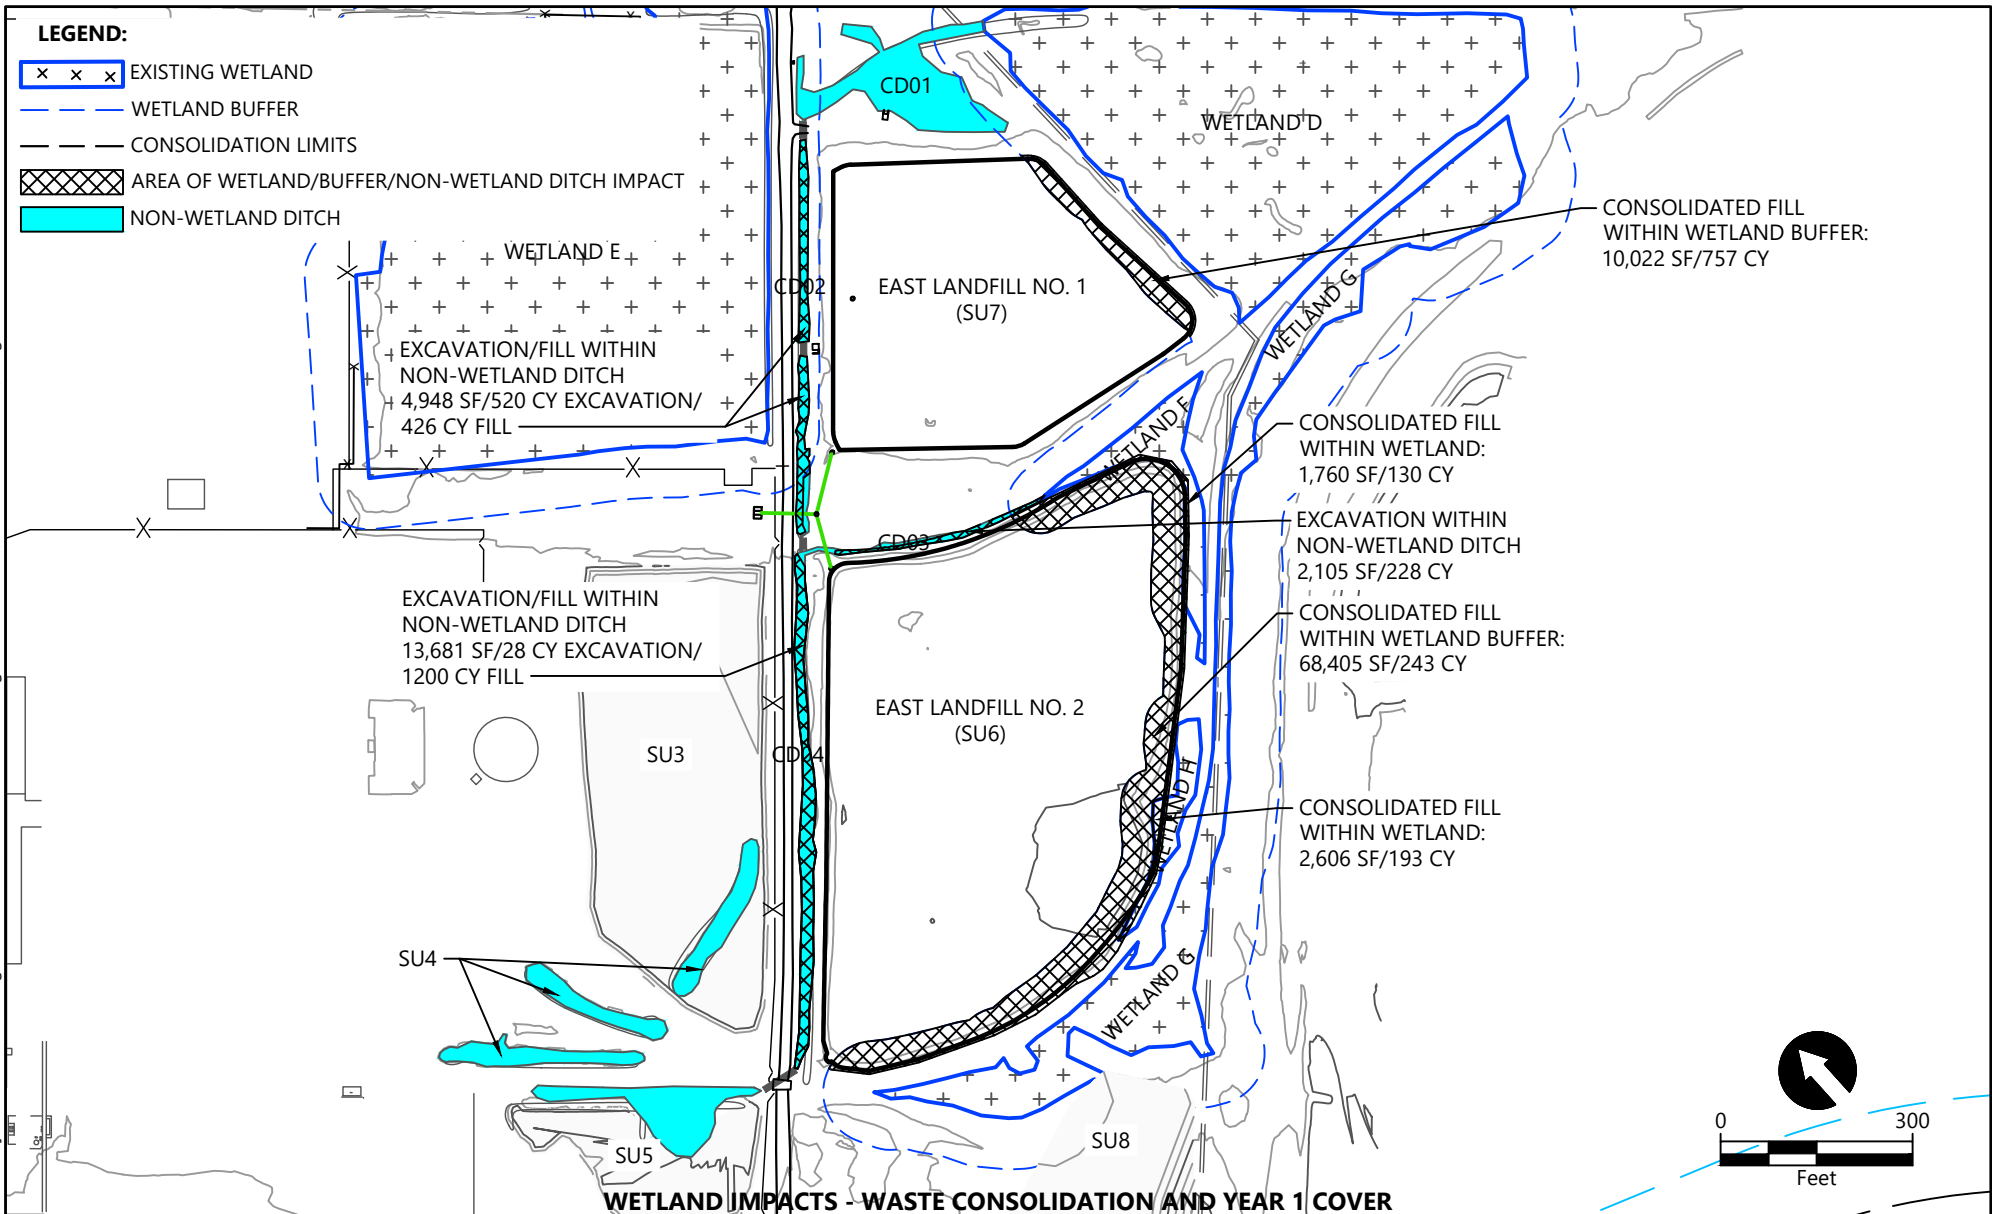 LEGEND:
EXISTING WETLAND
WETLAND BUFFER
CONSOLIDATION LIMITS
AREA OF WETLAND/BUFFER/NON-WETLAND DITCH IMPACT
NON-WETLAND DITCH
CD01
WETLAND D
WETLAND E
CONSOLIDATED FILL
WITHIN WETLAND BUFFER:
10,022 SF/757 CY
CD02
EAST LANDFILL NO. 1
(SU7)
WETLAND G
EXCAVATION/FILL WITHIN
NON-WETLAND DITCH
4,948 SF/520 CY EXCAVATION/
426 CY FILL
WETLAND F
CONSOLIDATED FILL
WITHIN WETLAND:
1,760 SF/130 CY
EXCAVATION WITHIN
NON-WETLAND DITCH
2,105 SF/228 CY
CD03
EXCAVATION/FILL WITHIN
NON-WETLAND DITCH
13,681 SF/28 CY EXCAVATION/
1200 CY FILL
CONSOLIDATED FILL
WITHIN WETLAND BUFFER:
68,405 SF/243 CY
EAST LANDFILL NO. 2
(SU6)
SU3
CD04
WETLAND H
CONSOLIDATED FILL
WITHIN WETLAND:
2,606 SF/193 CY
SU4
WETLAND G
SU5
SU8
0 300
Feet
WETLAND IMPACTS - WASTE CONSOLIDATION AND YEAR 1 COVER